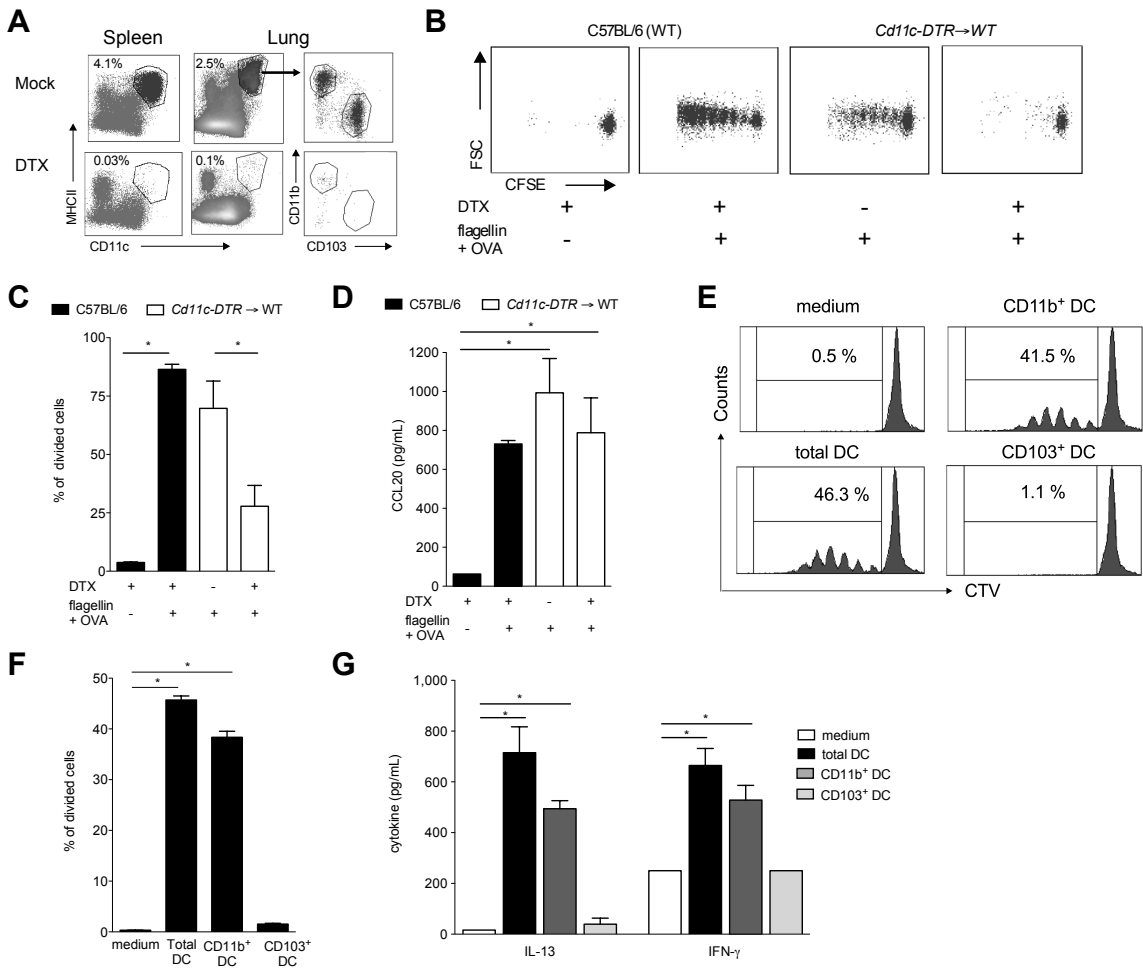 A
Spleen
Lung
Mock
4.1%
2.5%
DTX
0.03%
0.1%
MHCII
CD11b
CD11c
CD103
B
C57BL/6 (WT)
Cd11c-DTR→WT
FSC
CFSE
DTX + + - +
flagellin
+ OVA - + + +
C
C57BL/6
Cd11c-DTR → WT
% of divided cells
100
75
50
25
0
*
*
DTX + + - +
flagellin
+ OVA - + + +
D
C57BL/6
Cd11c-DTR → WT
CCL20 (pg/mL)
1200
1000
800
600
400
200
0
*
*
DTX + + - +
flagellin
+ OVA - + + +
E
medium
CD11b+ DC
0.5 %
41.5 %
total DC
CD103+ DC
46.3 %
1.1 %
Counts
CTV
F
% of divided cells
50
40
30
20
10
0
*
*
medium
Total
DC
CD11b+
DC
CD103+
DC
G
cytokine (pg/mL)
1,000
800
600
400
200
0
*
*
*
*
IL-13
IFN-γ
medium
total DC
CD11b+ DC
CD103+ DC